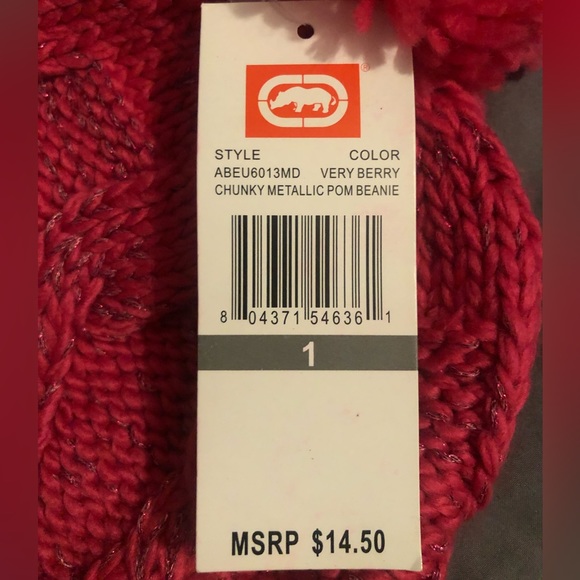 ®
STYLE COLOR
ABEU6013MD VERY BERRY
CHUNKY METALLIC POM BEANIE
8 04371 54636 1
1
MSRP $14.50